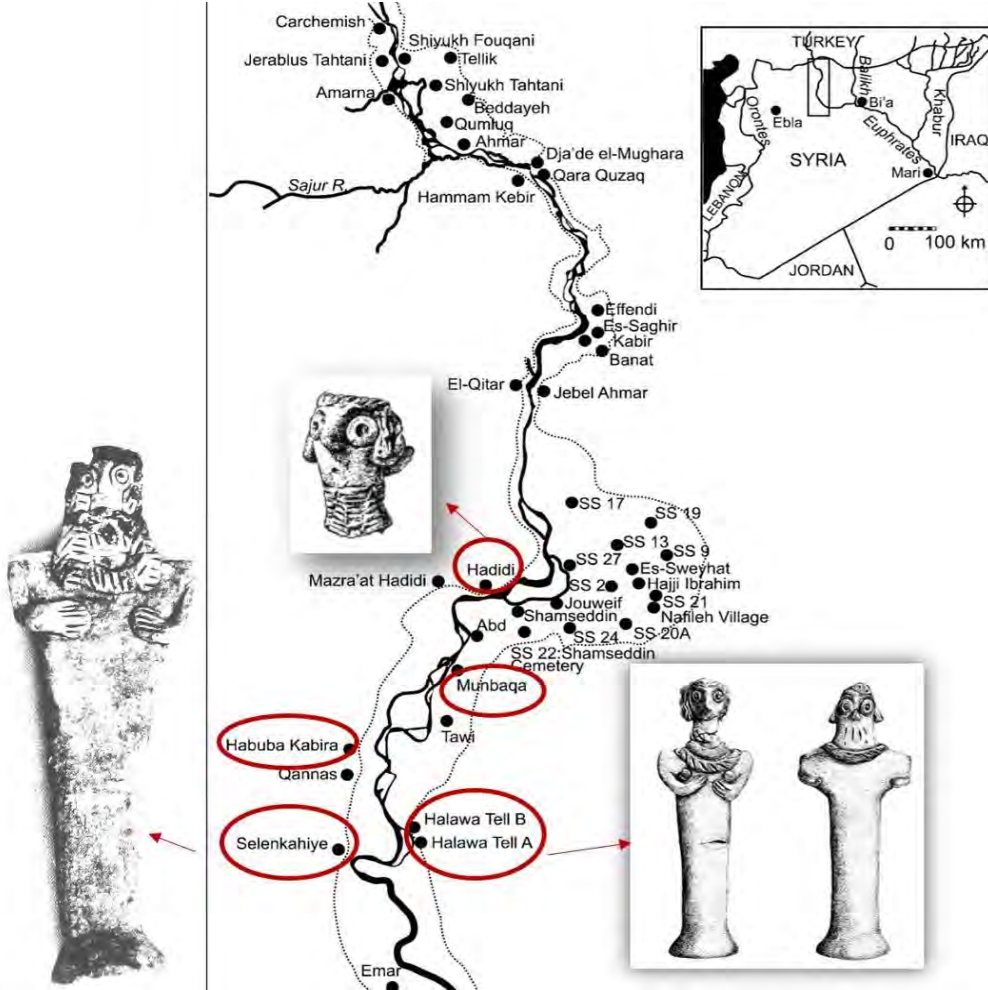 Carchemish
Shiyukh Fouqani
Jerablus Tahtani
Tellik
Amarna
Shiyukh Tahtani
Beddayeh
Qumluq
Ahmar
Dja'de el-Mughara
Qara Quzaq
Sajur R.
Hammam Kebir
Effendi
Es-Saghir
Kabir
Banat
El-Qitar
Jebel Ahmar
SS 17
SS 19
SS 13
SS 9
SS 27
Es-Sweyhat
Hadidi
Mazra'at Hadidi
SS 2
Hajji Ibrahim
Jouweif
SS 21
Shamseddin
Nafileh Village
Abd
SS 24
SS 20A
SS 22:Shamseddin
Cemetery
Munbaqa
Tawi
Habuba Kabira
Qannas
Halawa Tell B
Selenkahiye
Halawa Tell A
Emar
TURKEY
Balikh
Bi'a
Khabur
Orontes
Ebla
Euphrates
IRAQ
SYRIA
Mari
LEBANON
0 100 km
JORDAN